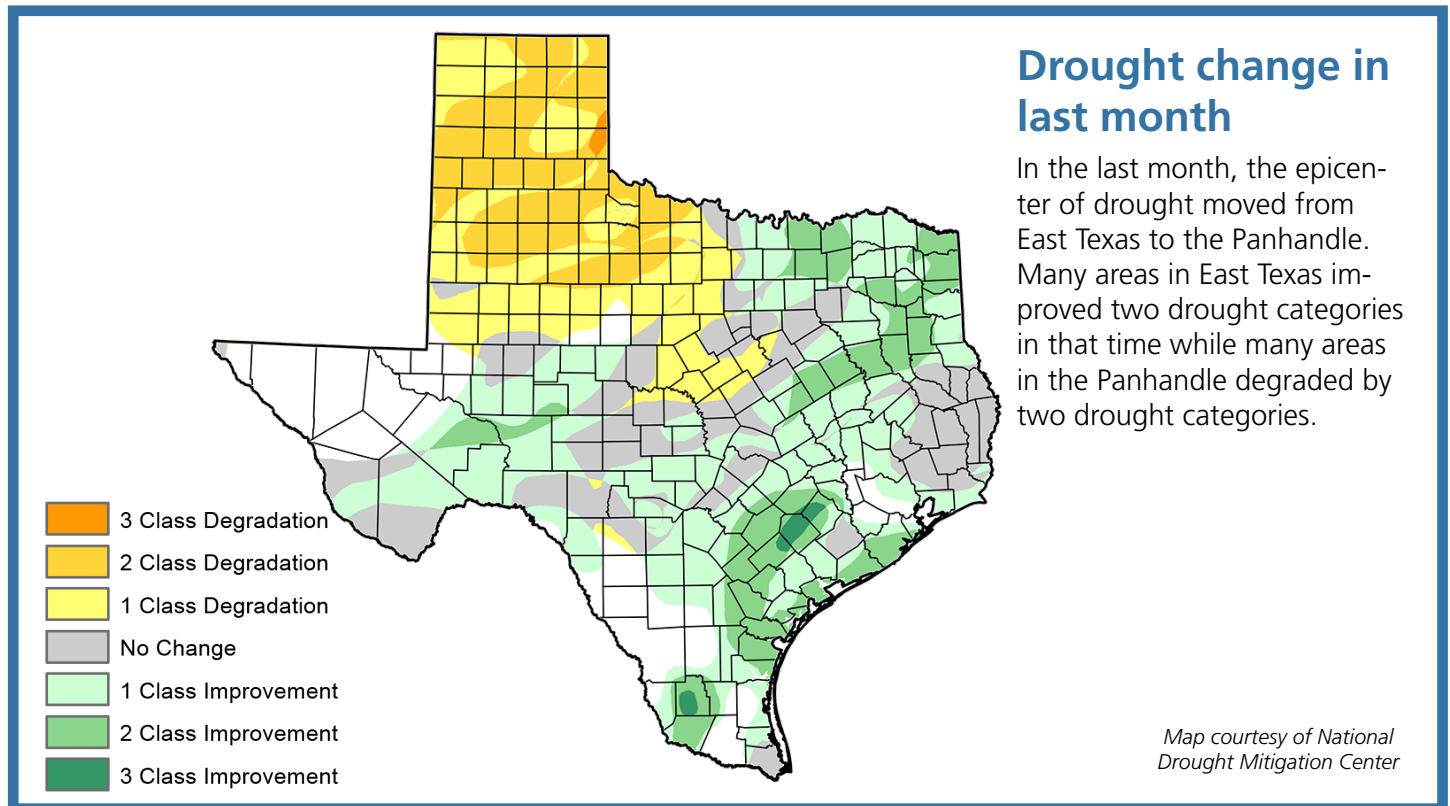 Drought change in
last month
In the last month, the epicen-
ter of drought moved from
East Texas to the Panhandle.
Many areas in East Texas im-
proved two drought categories
in that time while many areas
in the Panhandle degraded by
two drought categories.
3 Class Degradation
2 Class Degradation
1 Class Degradation
No Change
1 Class Improvement
2 Class Improvement
3 Class Improvement
Map courtesy of National
Drought Mitigation Center